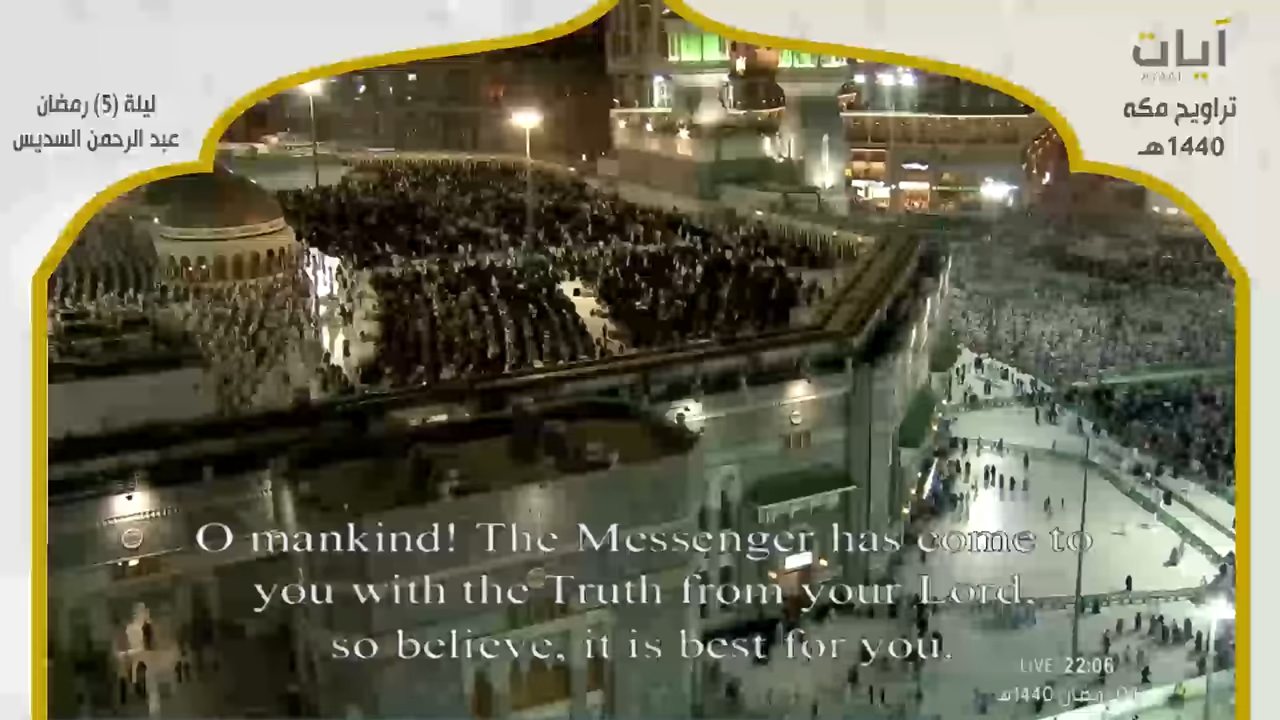 آيات
تراويح مكه
1440هـ
ليلة (5) رمضان
عبد الرحمن السديس
O mankind! The Messenger has come to
you with the Truth from your Lord,
so believe, it is best for you.
LIVE 22:06
رمضان 1440هـ